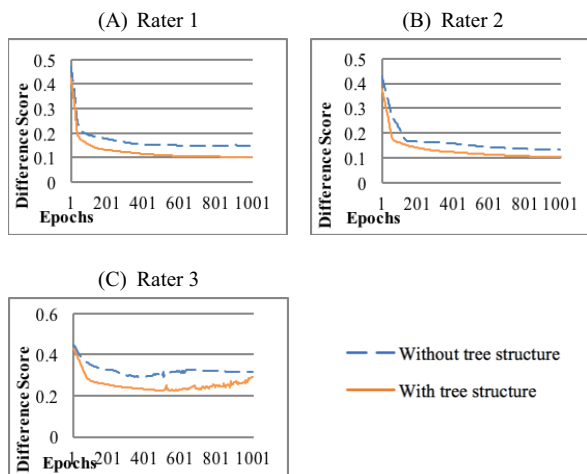 (A) Rater 1
Difference Score
0.5
0.4
0.3
0.2
0.1
0
1 201 401 601 801 1001
Epochs
(B) Rater 2
Difference Score
0.5
0.4
0.3
0.2
0.1
0
1 201 401 601 801 1001
Epochs
(C) Rater 3
Difference Score
0.6
0.4
0.2
0
1 201 401 601 801 1001
Epochs
Without tree structure
With tree structure